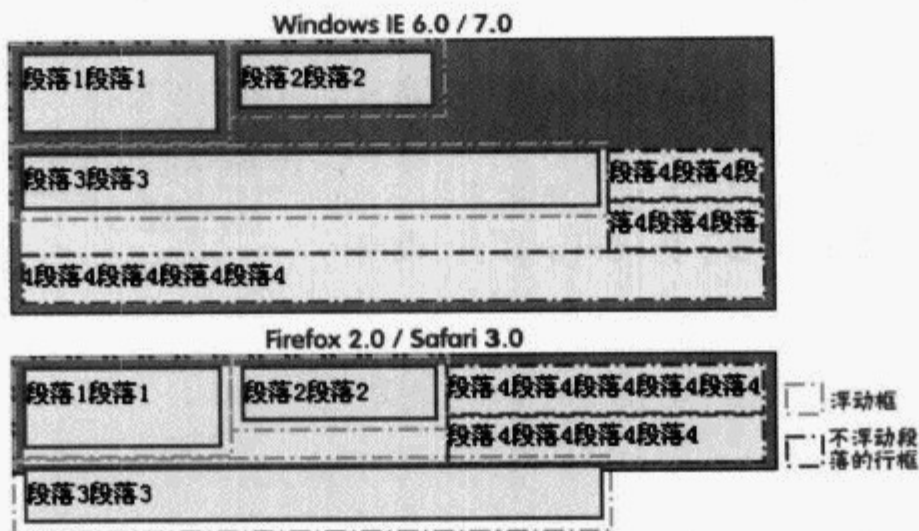 Windows IE 6.0 / 7.0
段落1段落1
段落2段落2
段落3段落3
段落4段落4段
落4段落4段落
4段落4段落4段落4段落4
Firefox 2.0 / Safari 3.0
段落1段落1
段落2段落2
段落4段落4段落4段落4段落4
段落4段落4段落4段落4
段落3段落3
浮动框
不浮动段
落的行框